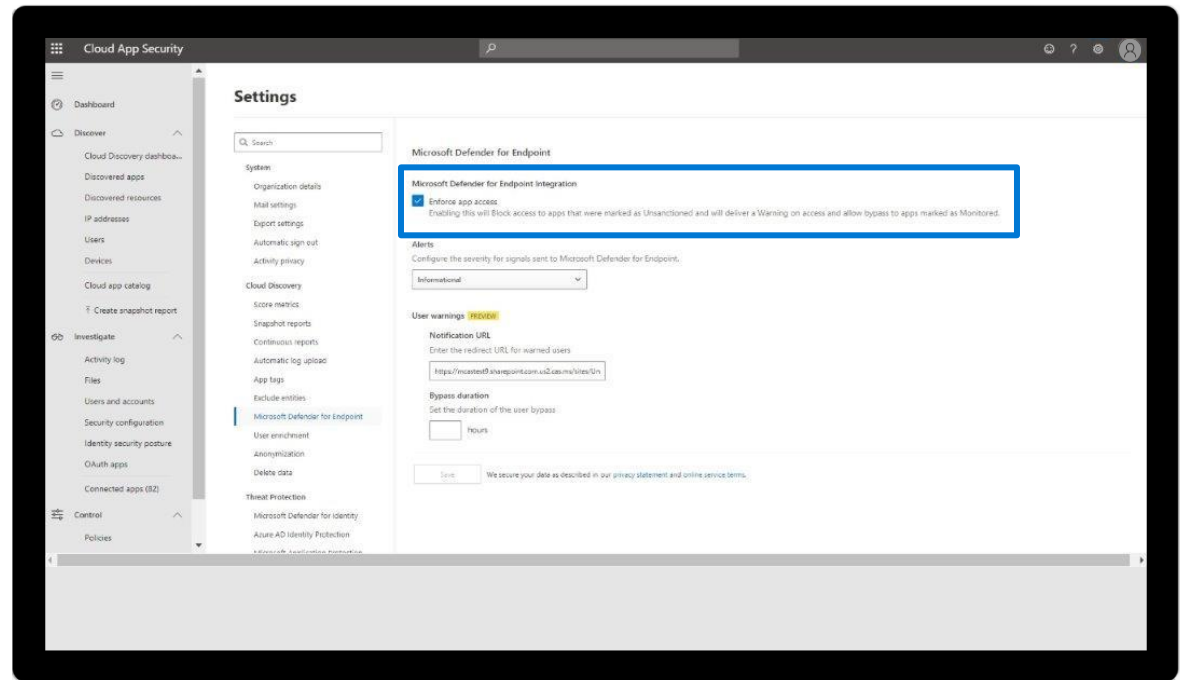 Cloud App Security
Dashboard
Discover
Cloud Discovery dashboa...
Discovered apps
Discovered resources
IP addresses
Users
Devices
Cloud app catalog
Create snapshot report
Investigate
Activity log
Files
Users and accounts
Security configuration
Identity security posture
OAuth apps
Connected apps (82)
Control
Policies
Settings
Search
System
Organization details
Mail settings
Export settings
Automatic sign out
Activity privacy
Cloud Discovery
Score metrics
Snapshot reports
Continuous reports
Automatic log upload
App tags
Exclude entities
Microsoft Defender for Endpoint
User enrichment
Anonymization
Delete data
Threat Protection
Microsoft Defender for Identity
Azure AD Identity Protection
Microsoft Application Protection
Microsoft Defender for Endpoint
Microsoft Defender for Endpoint Integration
Enforce app access
Enabling this will Block access to apps that were marked as Unsanctioned and will deliver a Warning on access and allow bypass to apps marked as Monitored.
Alerts
Configure the severity for signals sent to Microsoft Defender for Endpoint.
Informational
User warnings PREVIEW
Notification URL
Enter the redirect URL for warned users
https://mcastest9.sharepoint.com.us2.cas.ms/sites/Un
Bypass duration
Set the duration of the user bypass
hours
Save We secure your data as described in our privacy statement and online service terms.